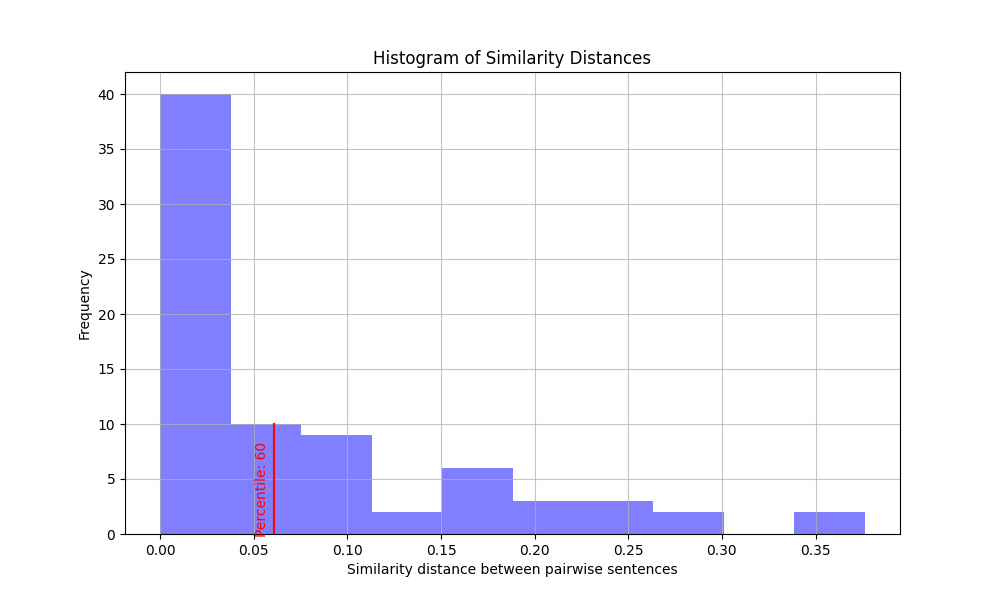 Histogram of Similarity Distances
Frequency
40
35
30
25
20
15
10
5
0
Percentile: 60
0.00 0.05 0.10 0.15 0.20 0.25 0.30 0.35
Similarity distance between pairwise sentences